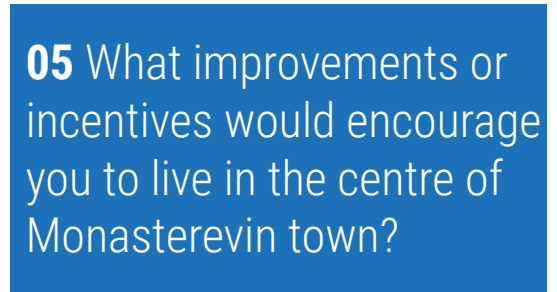 05 What improvements or
incentives would encourage
you to live in the centre of
Monasterevin town?